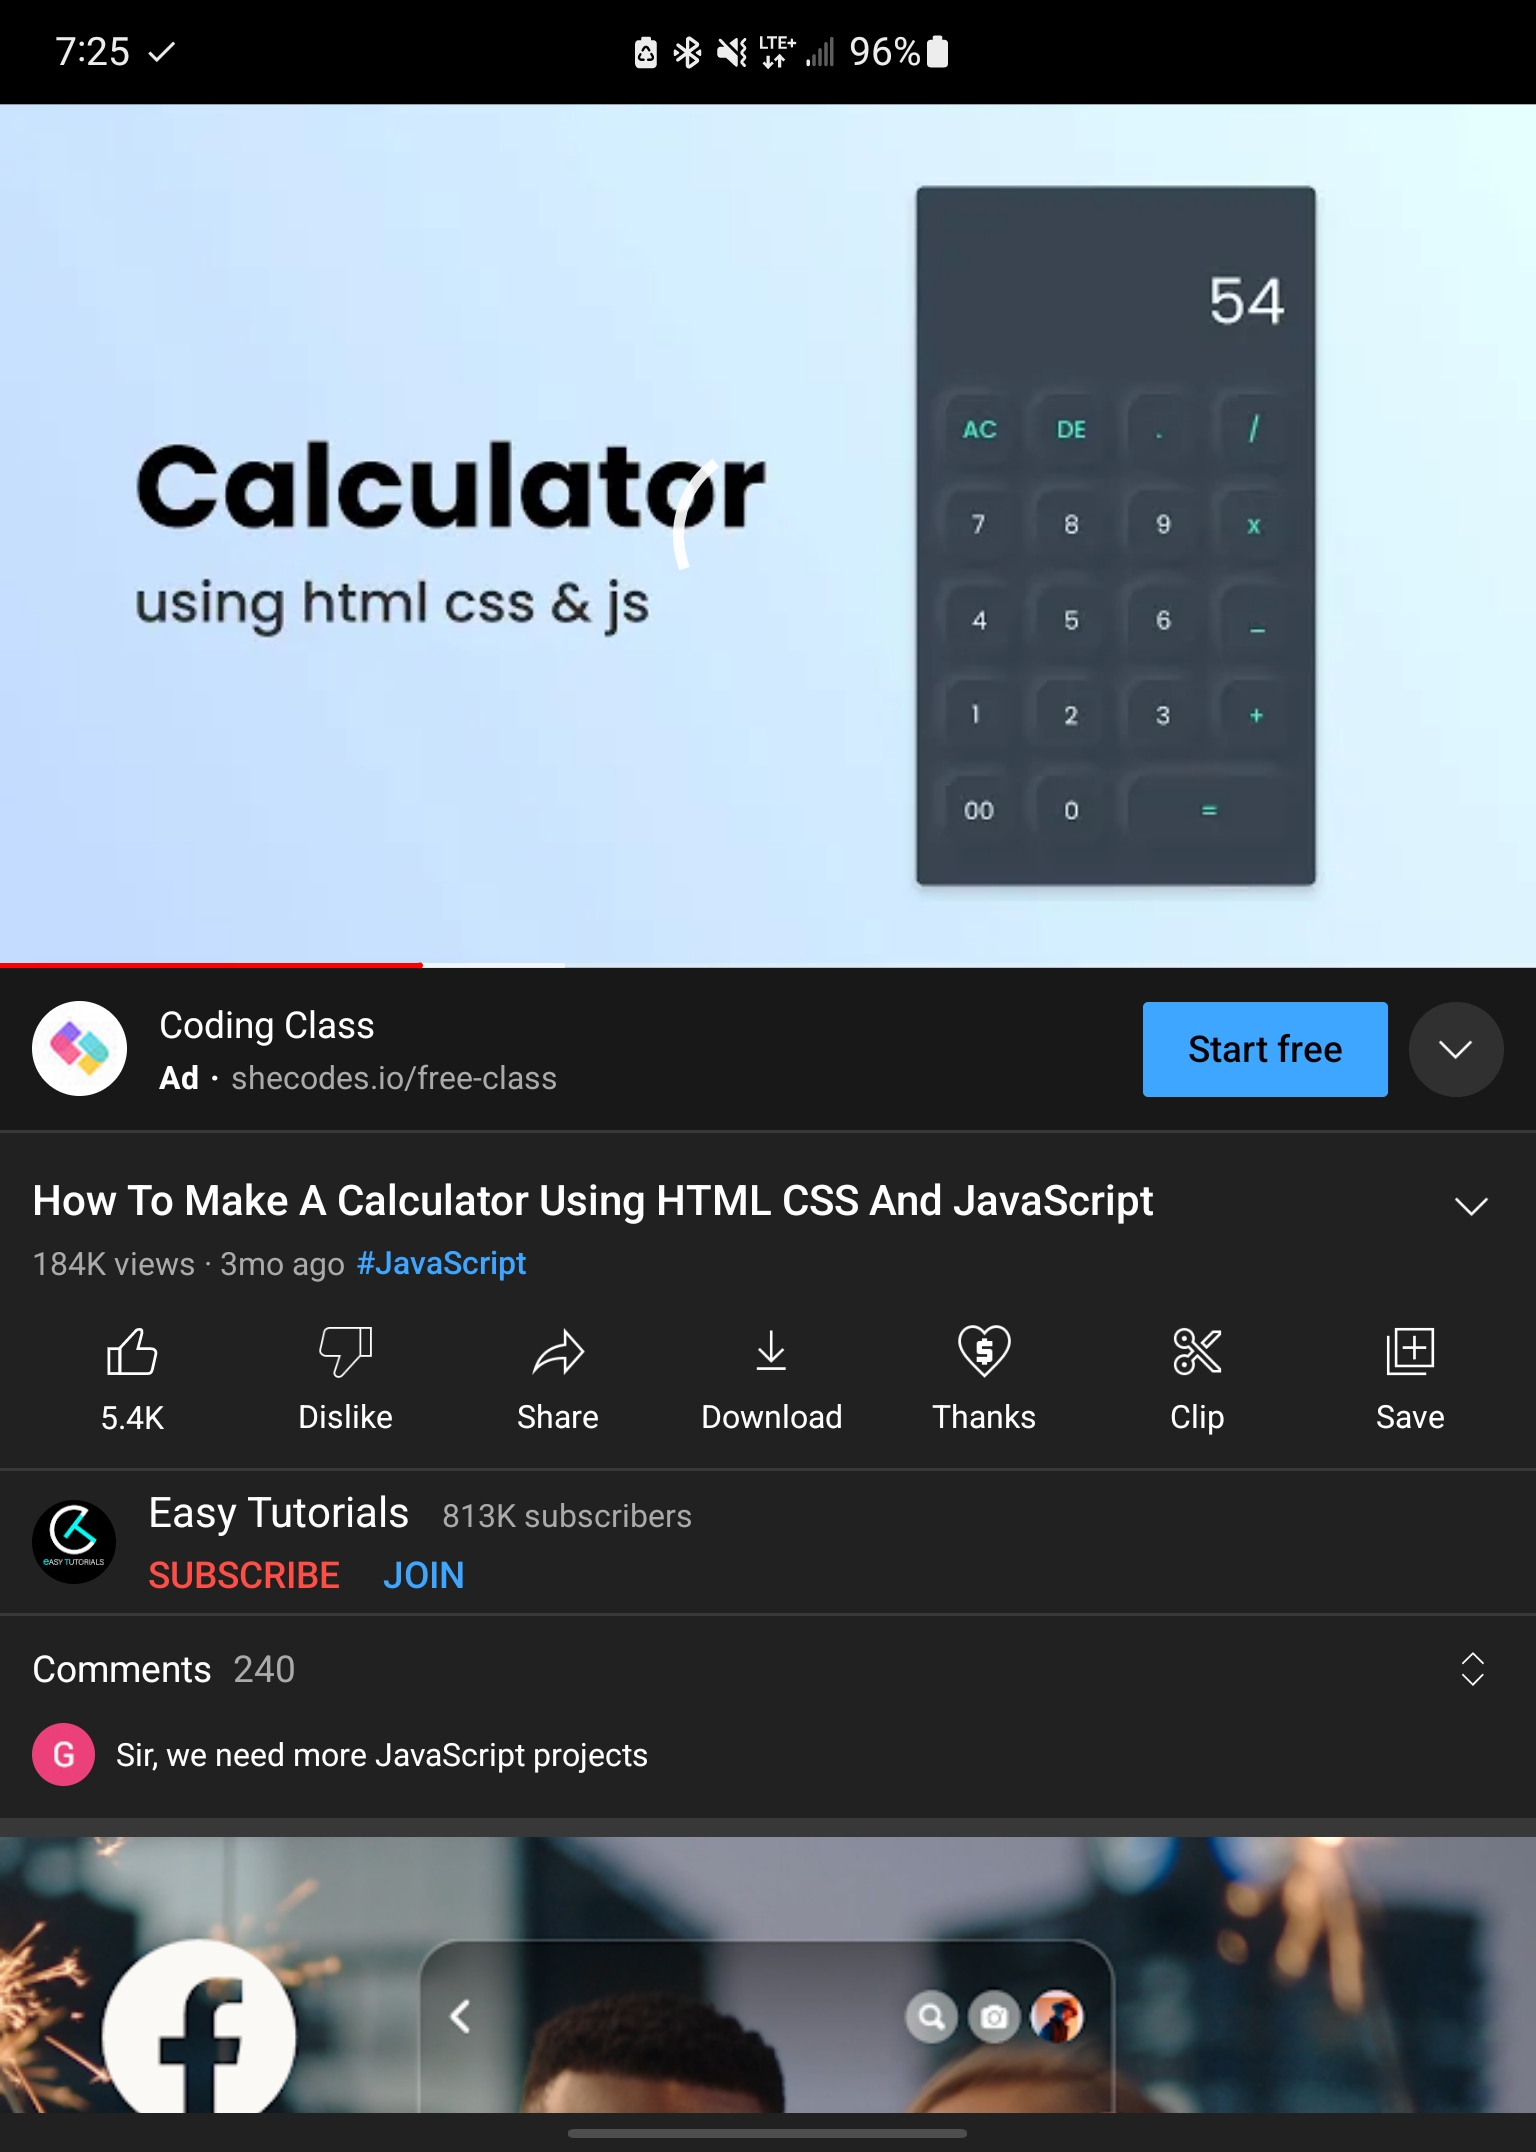 7:25 LTE+ 96%
54
AC DE . /
7 8 9 x
4 5 6 _
1 2 3 +
00 0 =
Calculator
using html css & js
Coding Class
Ad · shecodes.io/free-class
Start free
How To Make A Calculator Using HTML CSS And JavaScript
184K views · 3mo ago #JavaScript
5.4K Dislike Share Download Thanks Clip Save
EASY TUTORIALS
Easy Tutorials 813K subscribers
SUBSCRIBE JOIN
Comments 240
G Sir, we need more JavaScript projects
f